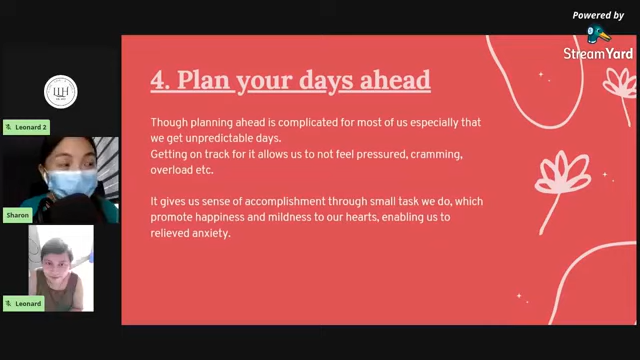 Powered by
StreamYard
4. Plan your days ahead
Though planning ahead is complicated for most of us especially that
we get unpredictable days.
Getting on track for it allows us to not feel pressured, cramming,
overload etc.
It gives us sense of accomplishment through small task we do, which
promote happiness and mildness to our hearts, enabling us to
relieved anxiety.
Leonard 2
Sharon
Leonard